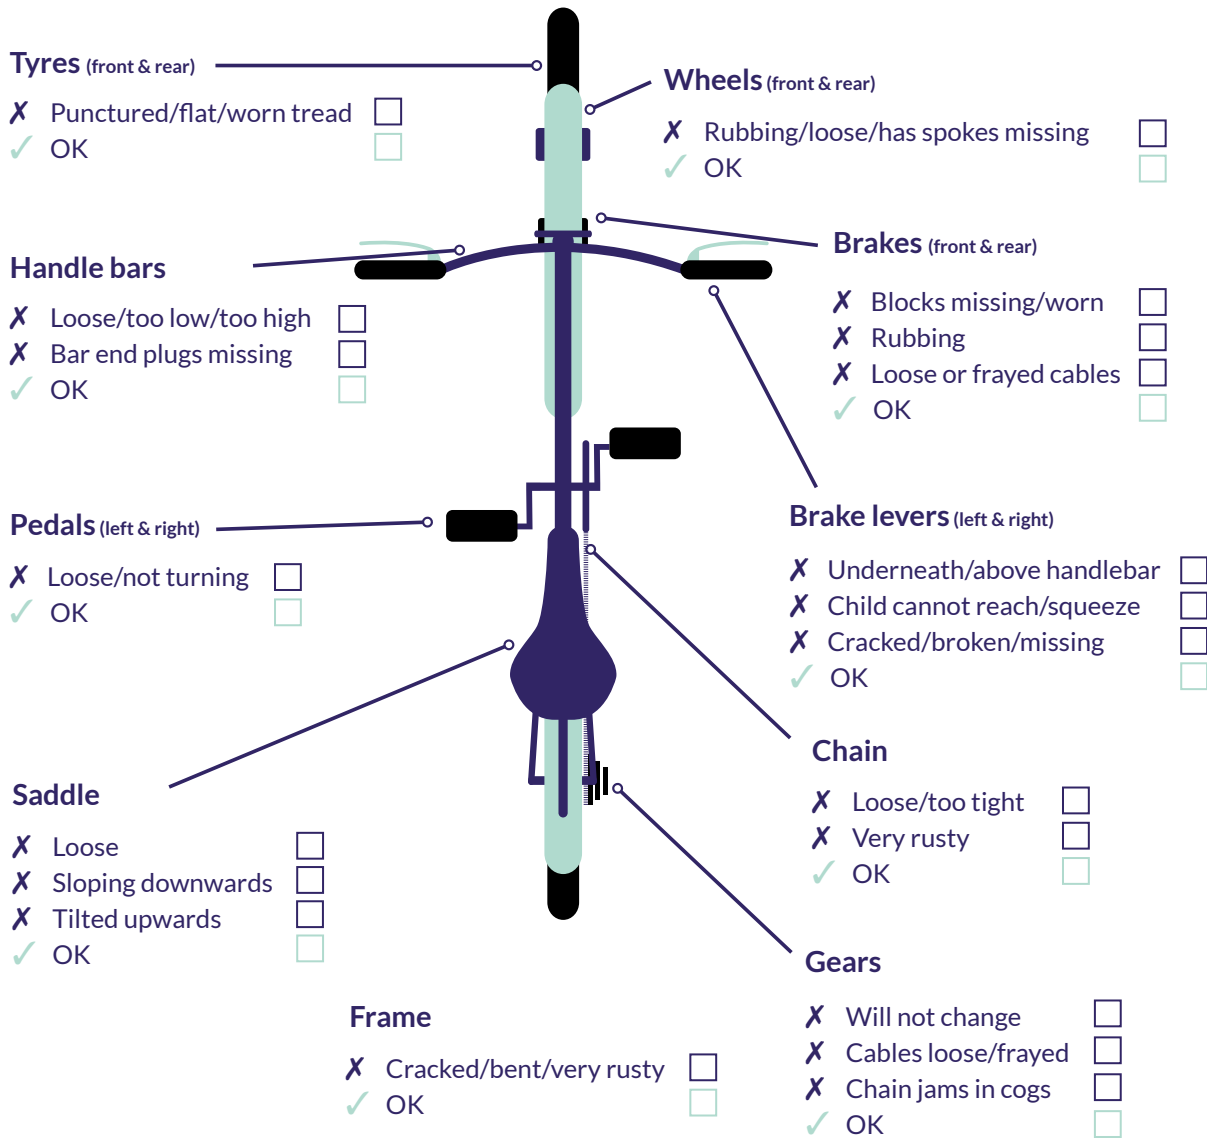 Tyres (front & rear)
✗ Punctured/flat/worn tread
✓ OK
Wheels (front & rear)
✗ Rubbing/loose/has spokes missing
✓ OK
Handle bars
✗ Loose/too low/too high
✗ Bar end plugs missing
✓ OK
Brakes (front & rear)
✗ Blocks missing/worn
✗ Rubbing
✗ Loose or frayed cables
✓ OK
Pedals (left & right)
✗ Loose/not turning
✓ OK
Brake levers (left & right)
✗ Underneath/above handlebar
✗ Child cannot reach/squeeze
✗ Cracked/broken/missing
✓ OK
Saddle
✗ Loose
✗ Sloping downwards
✗ Tilted upwards
✓ OK
Chain
✗ Loose/too tight
✗ Very rusty
✓ OK
Frame
✗ Cracked/bent/very rusty
✓ OK
Gears
✗ Will not change
✗ Cables loose/frayed
✗ Chain jams in cogs
✓ OK